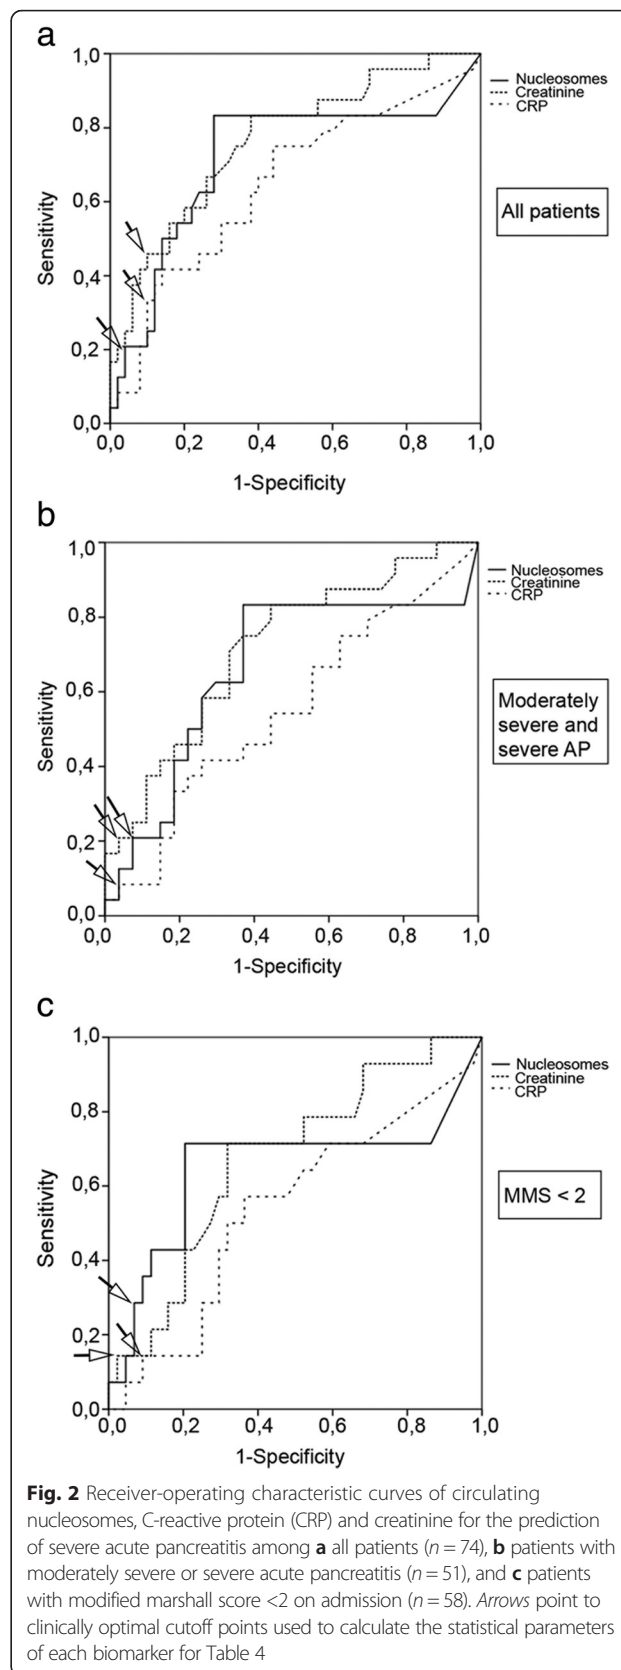 a
1,0
0,8
0,6
0,4
0,2
0,0
Sensitivity
0,0 0,2 0,4 0,6 0,8 1,0
1-Specificity
Nucleosomes
Creatinine
CRP
All patients
b
1,0
0,8
0,6
0,4
0,2
0,0
Sensitivity
0,0 0,2 0,4 0,6 0,8 1,0
1-Specificity
Nucleosomes
Creatinine
CRP
Moderately
severe and
severe AP
c
1,0
0,8
0,6
0,4
0,2
0,0
Sensitivity
0,0 0,2 0,4 0,6 0,8 1,0
1-Specificity
Nucleosomes
Creatinine
CRP
MMS < 2
Fig. 2 Receiver-operating characteristic curves of circulating
nucleosomes, C-reactive protein (CRP) and creatinine for the prediction
of severe acute pancreatitis among a all patients (n = 74), b patients with
moderately severe or severe acute pancreatitis (n = 51), and c patients
with modified marshall score <2 on admission (n = 58). Arrows point to
clinically optimal cutoff points used to calculate the statistical parameters
of each biomarker for Table 4